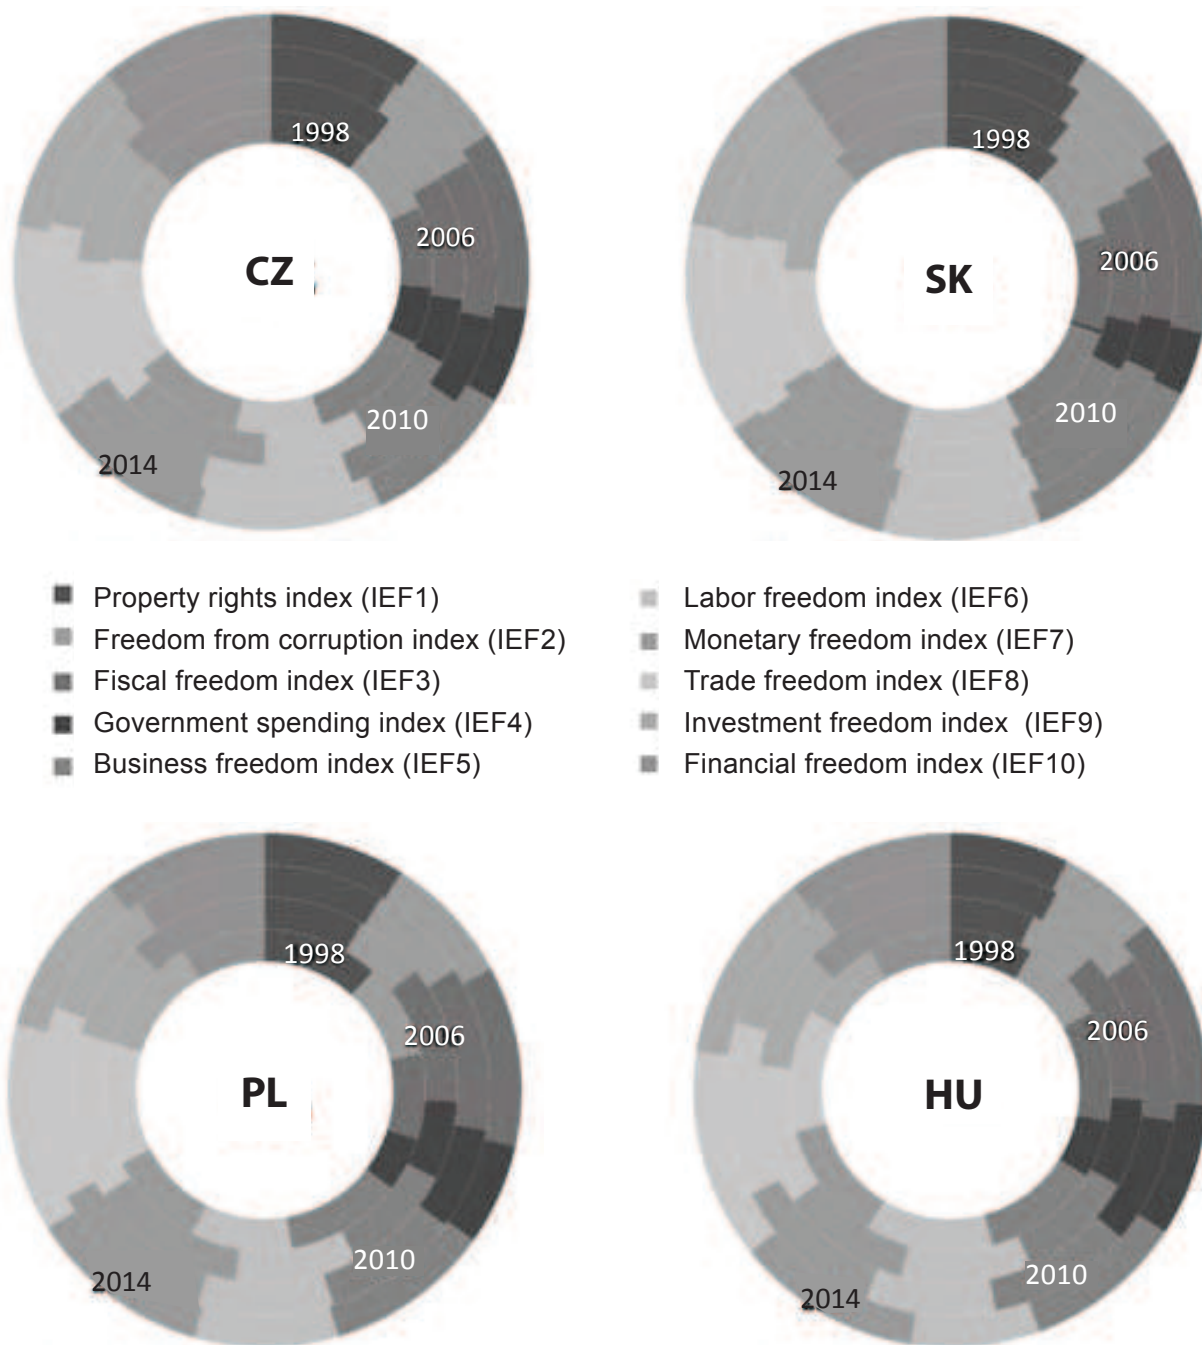 1998
2006
CZ
2010
2014
1998
2006
SK
2010
2014
Property rights index (IEF1)
Freedom from corruption index (IEF2)
Fiscal freedom index (IEF3)
Government spending index (IEF4)
Business freedom index (IEF5)
Labor freedom index (IEF6)
Monetary freedom index (IEF7)
Trade freedom index (IEF8)
Investment freedom index (IEF9)
Financial freedom index (IEF10)
1998
2006
PL
2010
2014
1998
2006
HU
2010
2014